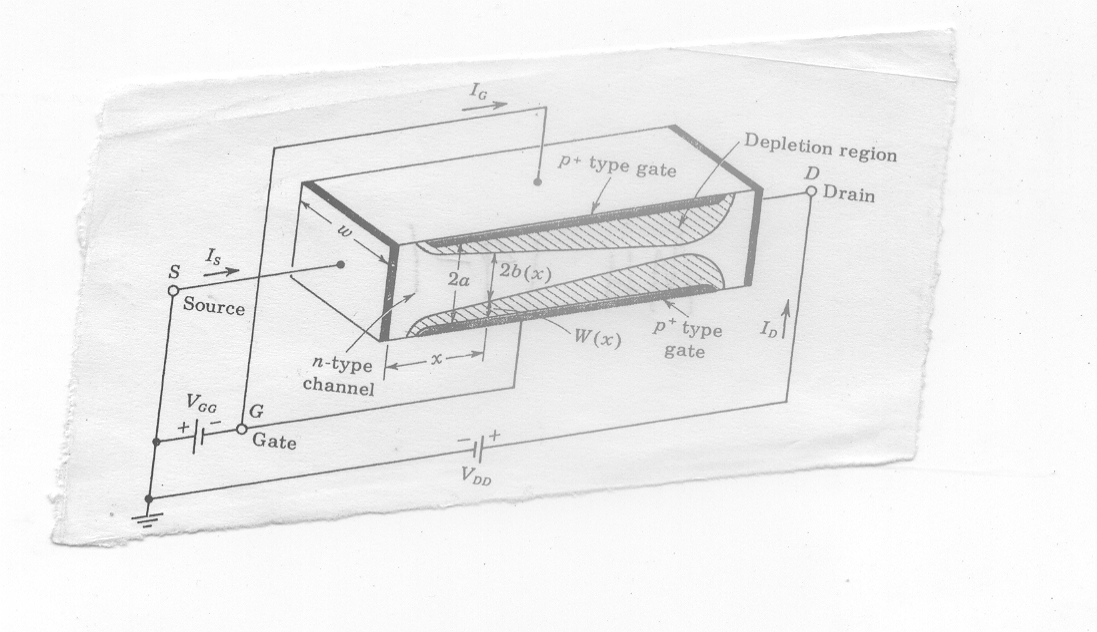 I_G
Depletion region
p+ type gate
D
Drain
w
I_S
S
Source
2a
2b(x)
W(x)
p+ type
gate
I_D
n-type
channel
x
V_GG
+ −
G
Gate
− +
V_DD